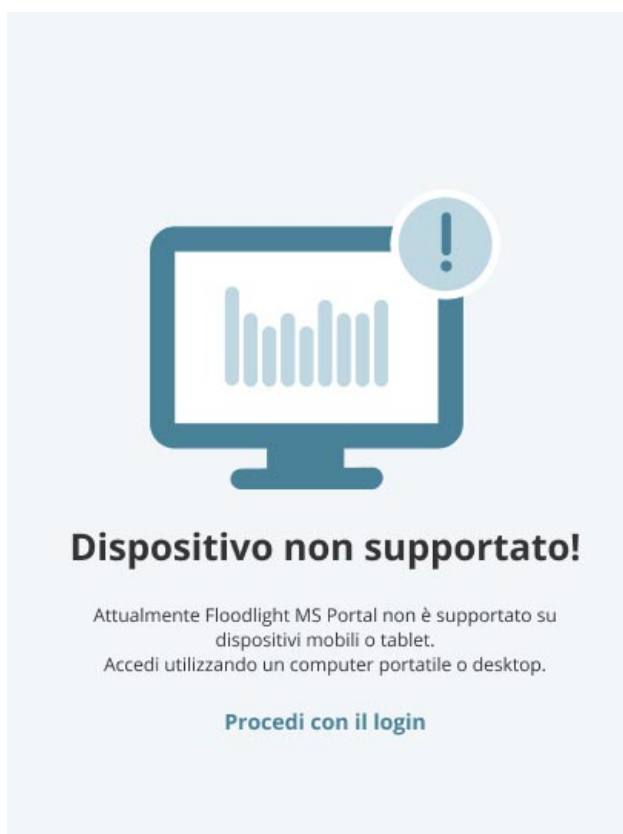 Dispositivo non supportato!
Attualmente Floodlight MS Portal non è supportato su
dispositivi mobili o tablet.
Accedi utilizzando un computer portatile o desktop.
Procedi con il login